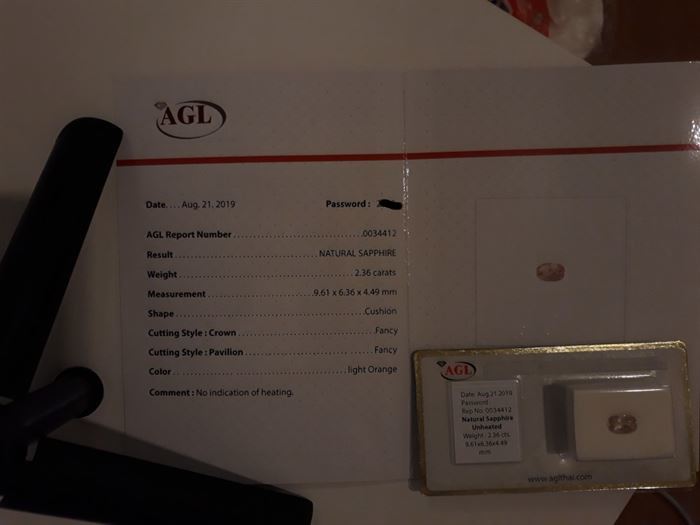 AGL
Date.... Aug. 21, 2019 Password :
AGL Report Number ........................ 0034412
Result ........................ NATURAL SAPPHIRE
Weight ........................ 2.36 carats
Measurement ........................ 9.61 x 6.36 x 4.49 mm
Shape ........................ Cushion
Cutting Style : Crown ........................ Fancy
Cutting Style : Pavilion ........................ Fancy
Color ........................ light Orange
Comment : No indication of heating.
AGL
Date: Aug.21 2019
Password:
Rep No. 0034412
Natural Sapphire
Unheated
Weight : 2.36 cts.
9.61x6.36x4.49
mm
www.aglthai.com